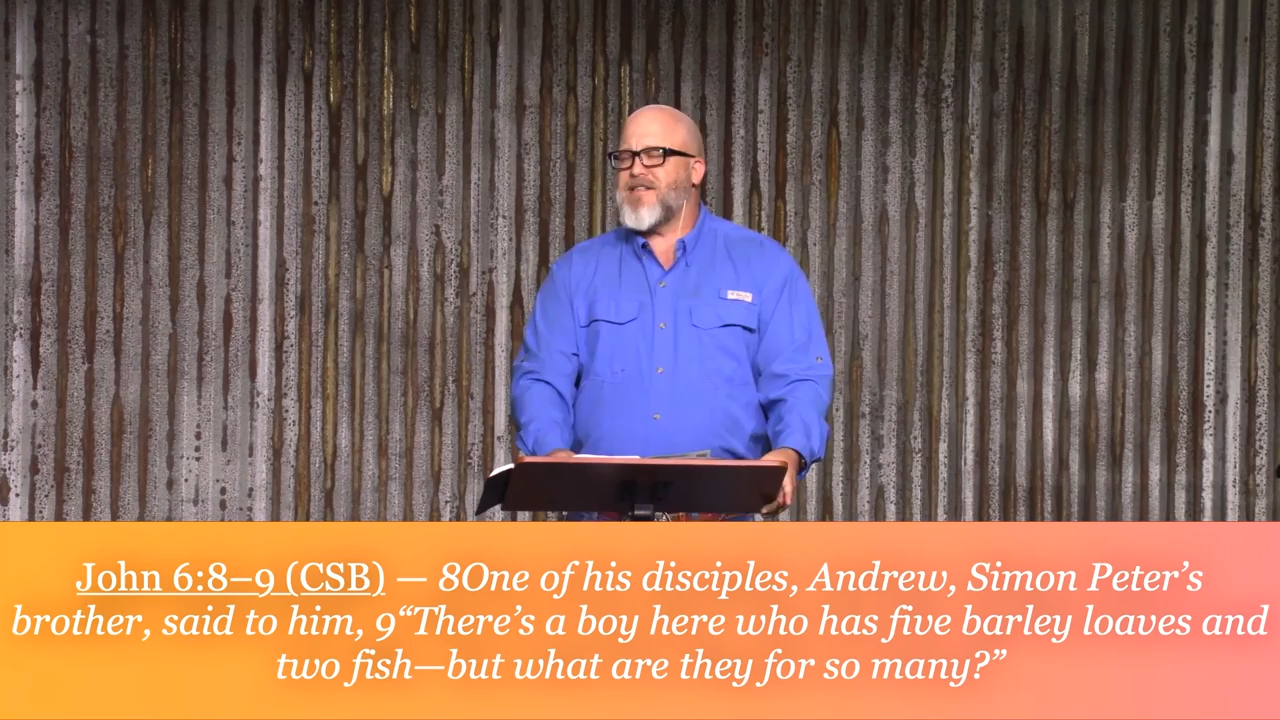 John 6:8–9 (CSB) — 8One of his disciples, Andrew, Simon Peter’s
brother, said to him, 9“There’s a boy here who has five barley loaves and
two fish—but what are they for so many?”